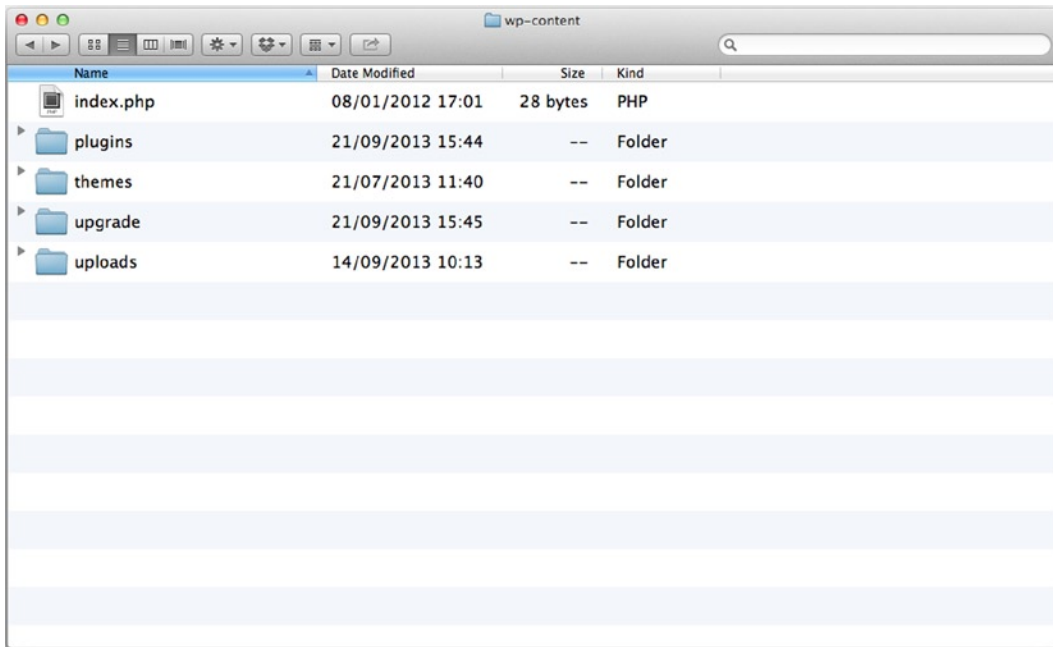 wp-content
Name Date Modified Size Kind
index.php 08/01/2012 17:01 28 bytes PHP
plugins 21/09/2013 15:44 -- Folder
themes 21/07/2013 11:40 -- Folder
upgrade 21/09/2013 15:45 -- Folder
uploads 14/09/2013 10:13 -- Folder